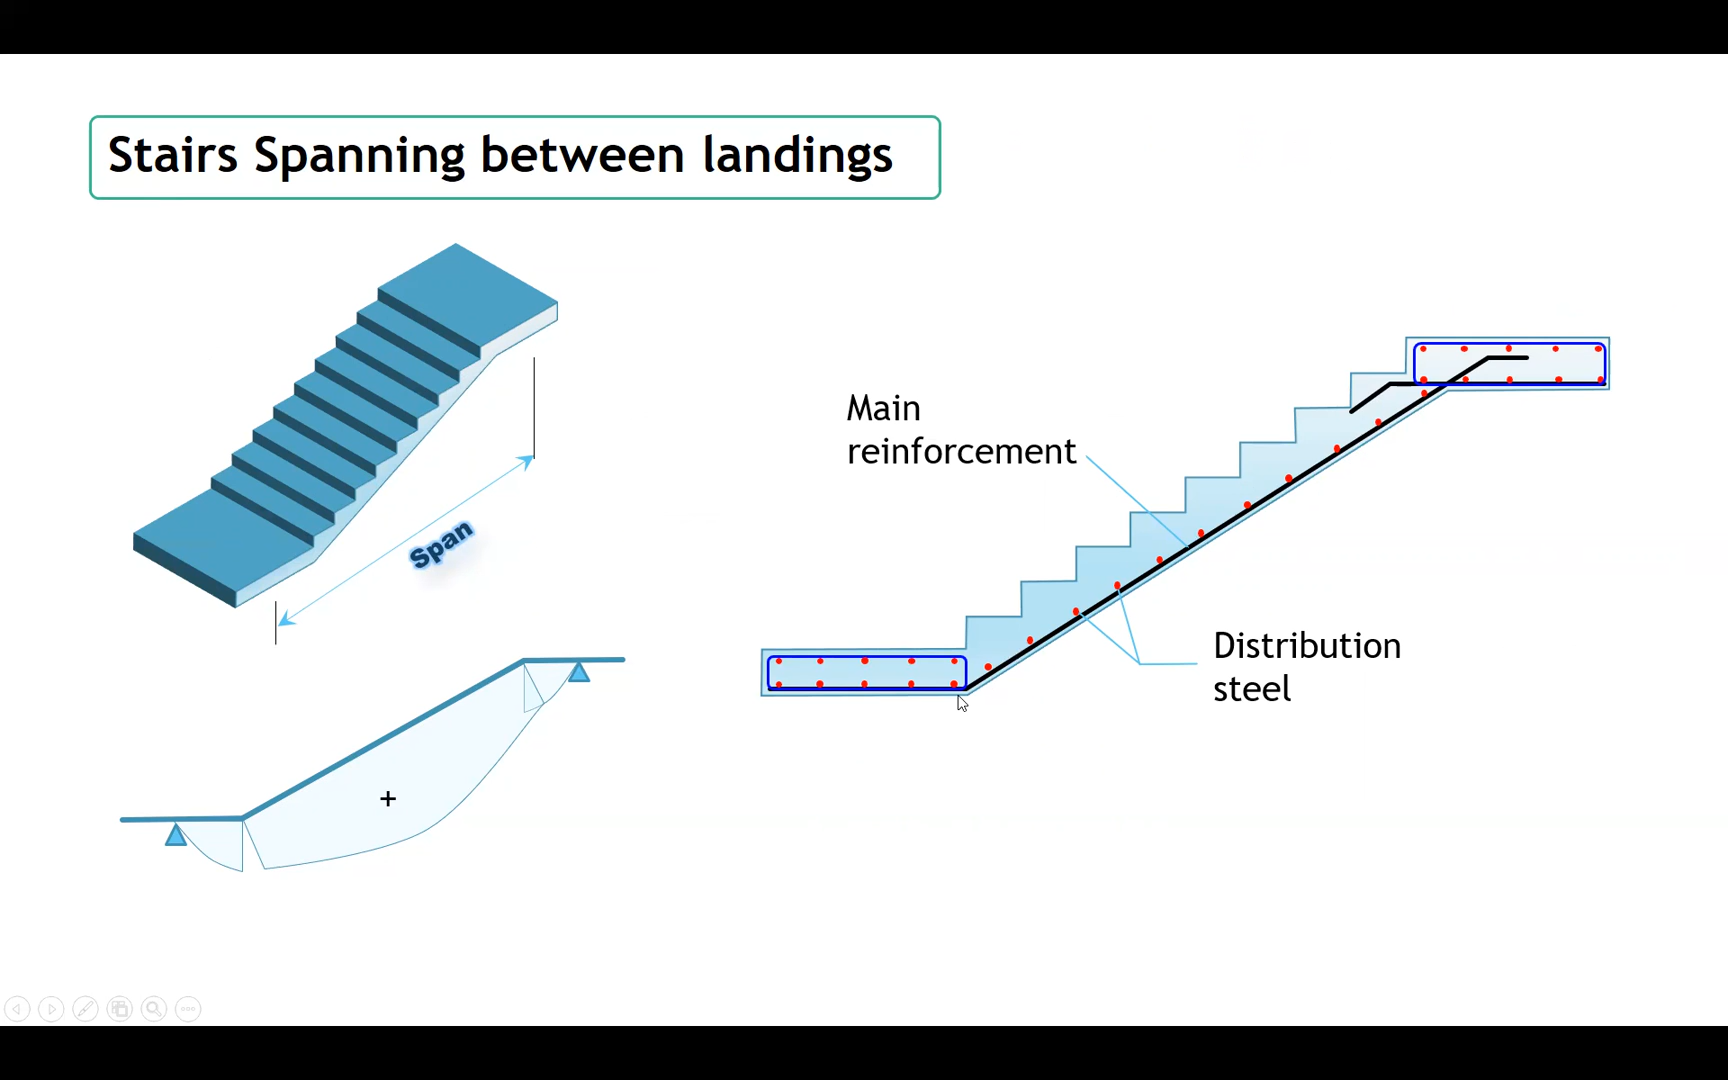 Stairs Spanning between landings
Span
+
Main
reinforcement
Distribution
steel